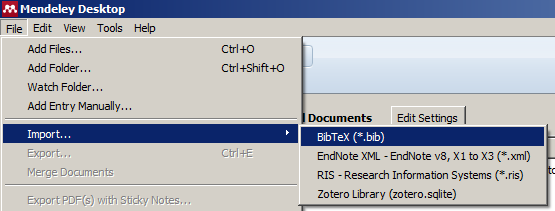 Mendeley Desktop
File Edit View Tools Help
Add Files... Ctrl+O
Add Folder... Ctrl+Shift+O
Watch Folder...
Add Entry Manually...
Documents Edit Settings
Import...
BibTeX (*.bib)
Export... Ctrl+E
EndNote XML - EndNote v8, X1 to X3 (*.xml)
Merge Documents
RIS - Research Information Systems (*.ris)
Export PDF(s) with Sticky Notes...
Zotero Library (zotero.sqlite)